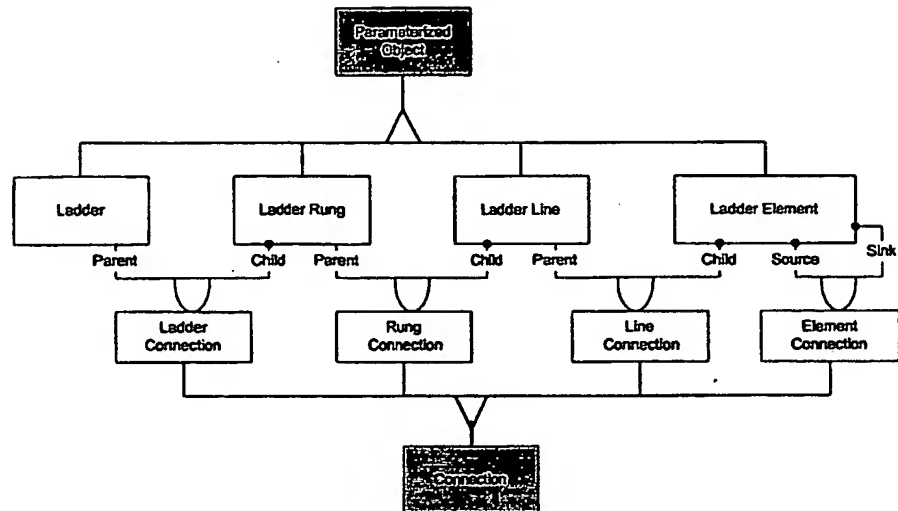 Parameterized
Object
Ladder
Ladder Rung
Ladder Line
Ladder Element
Parent
Child
Parent
Child
Parent
Child
Source
Sink
Ladder
Connection
Rung
Connection
Line
Connection
Element
Connection
Connection